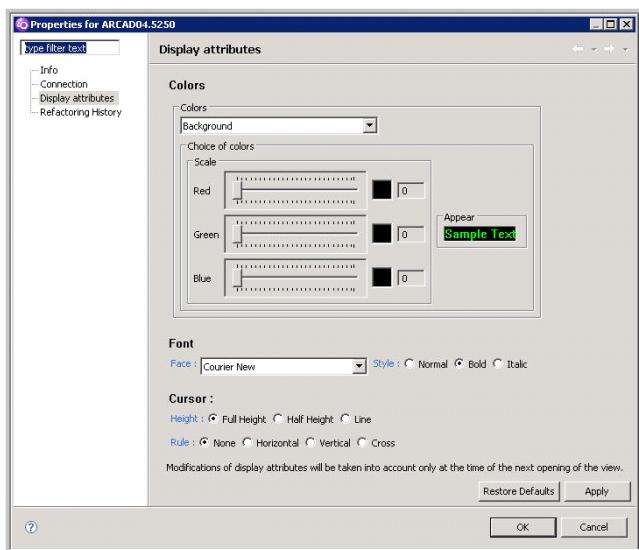 Properties for ARCAD04.5250
type filter text
Display attributes
Info
Connection
Display attributes
Refactoring History
Colors
Colors
Background
Choice of colors
Scale
Red
0
Green
0
Blue
0
Appear
Sample Text
Font
Face : Courier New Style : Normal Bold Italic
Cursor :
Height : Full Height Half Height Line
Rule : None Horizontal Vertical Cross
Modifications of display attributes will be taken into account only at the time of the next opening of the view.
Restore Defaults Apply
OK Cancel